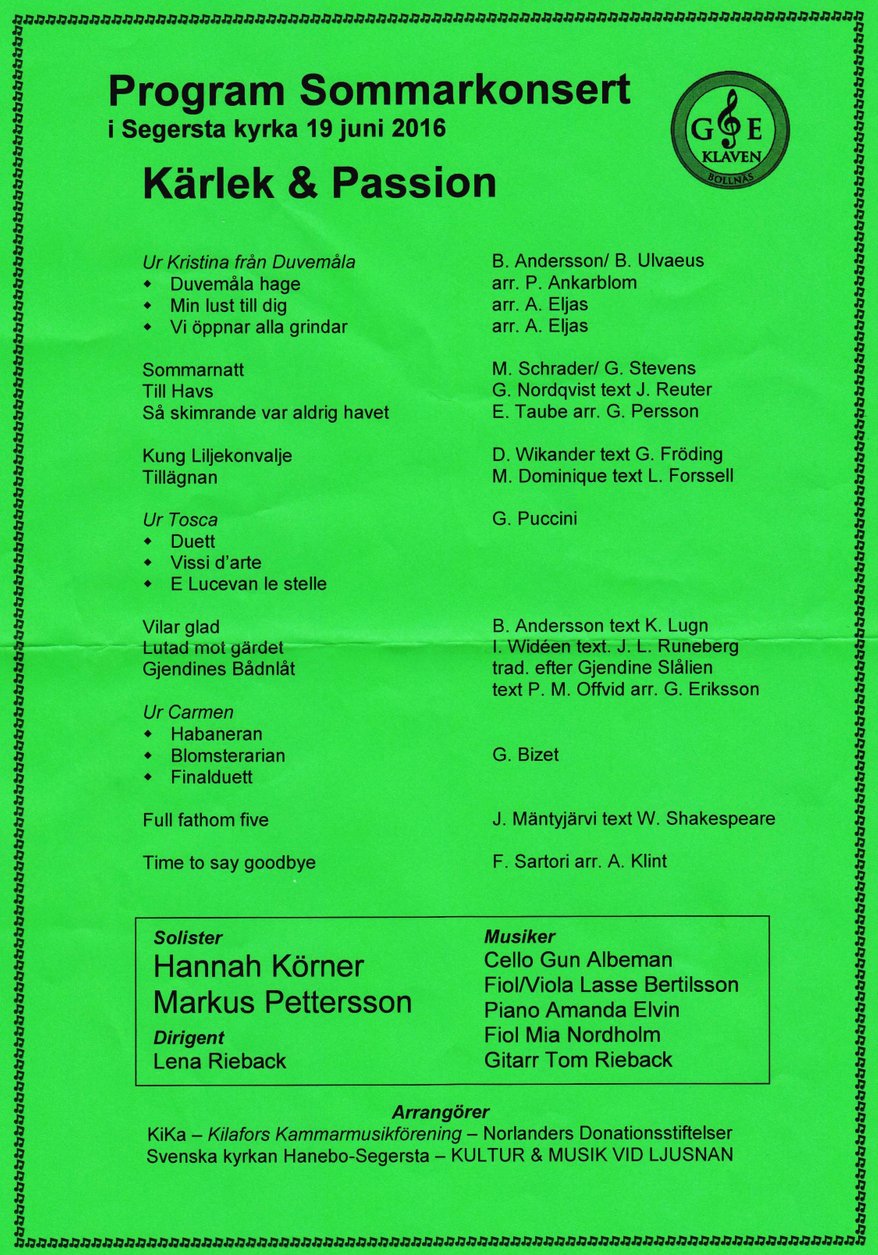 Program Sommarkonsert
i Segersta kyrka 19 juni 2016
G E
KLAVEN
BOLLNÄS
Kärlek & Passion
Ur Kristina från Duvemåla B. Andersson/ B. Ulvaeus
• Duvemåla hage arr. P. Ankarblom
• Min lust till dig arr. A. Eljas
• Vi öppnar alla grindar arr. A. Eljas
Sommarnatt M. Schrader/ G. Stevens
Till Havs G. Nordqvist text J. Reuter
Så skimrande var aldrig havet E. Taube arr. G. Persson
Kung Liljekonvalje D. Wikander text G. Fröding
Tillägnan M. Dominique text L. Forssell
Ur Tosca G. Puccini
• Duett
• Vissi d'arte
• E Lucevan le stelle
Vilar glad B. Andersson text K. Lugn
Lutad mot gärdet I. Widéen text. J. L. Runeberg
Gjendines Bådnlåt trad. efter Gjendine Slålien
text P. M. Offvid arr. G. Eriksson
Ur Carmen
• Habaneran
• Blomsterarian G. Bizet
• Finalduett
Full fathom five J. Mäntyjärvi text W. Shakespeare
Time to say goodbye F. Sartori arr. A. Klint
Solister
Hannah Körner
Markus Pettersson
Dirigent
Lena Rieback
Musiker
Cello Gun Albeman
Fiol/Viola Lasse Bertilsson
Piano Amanda Elvin
Fiol Mia Nordholm
Gitarr Tom Rieback
Arrangörer
KiKa – Kilafors Kammarmusikförening – Norlanders Donationsstiftelser
Svenska kyrkan Hanebo-Segersta – KULTUR & MUSIK VID LJUSNAN